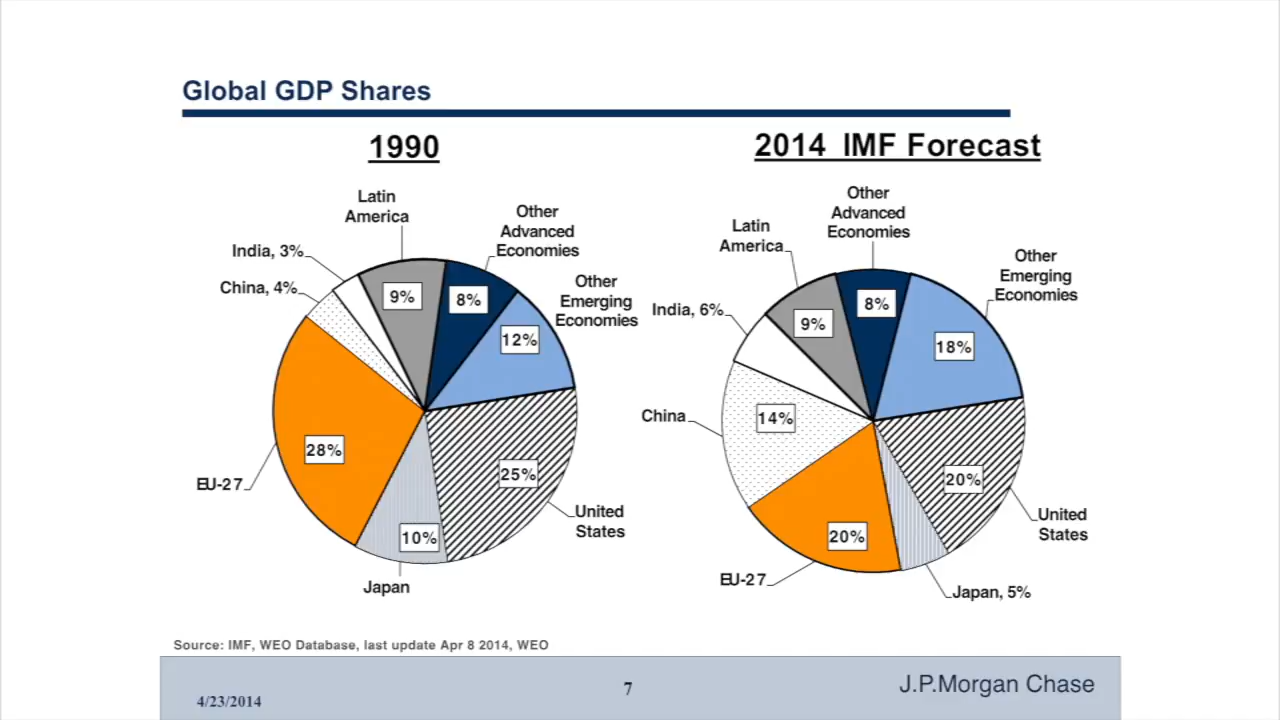 Global GDP Shares
1990
Latin
America
Other
Advanced
Economies
India, 3%
China, 4%
Other
Emerging
Economies
9%
8%
12%
28%
25%
10%
EU-27
United
States
Japan
2014 IMF Forecast
Other
Advanced
Economies
Latin
America
Other
Emerging
Economies
India, 6%
8%
9%
18%
China
14%
20%
20%
United
States
EU-27
Japan, 5%
Source: IMF, WEO Database, last update Apr 8 2014, WEO
4/23/2014
7
J.P.Morgan Chase